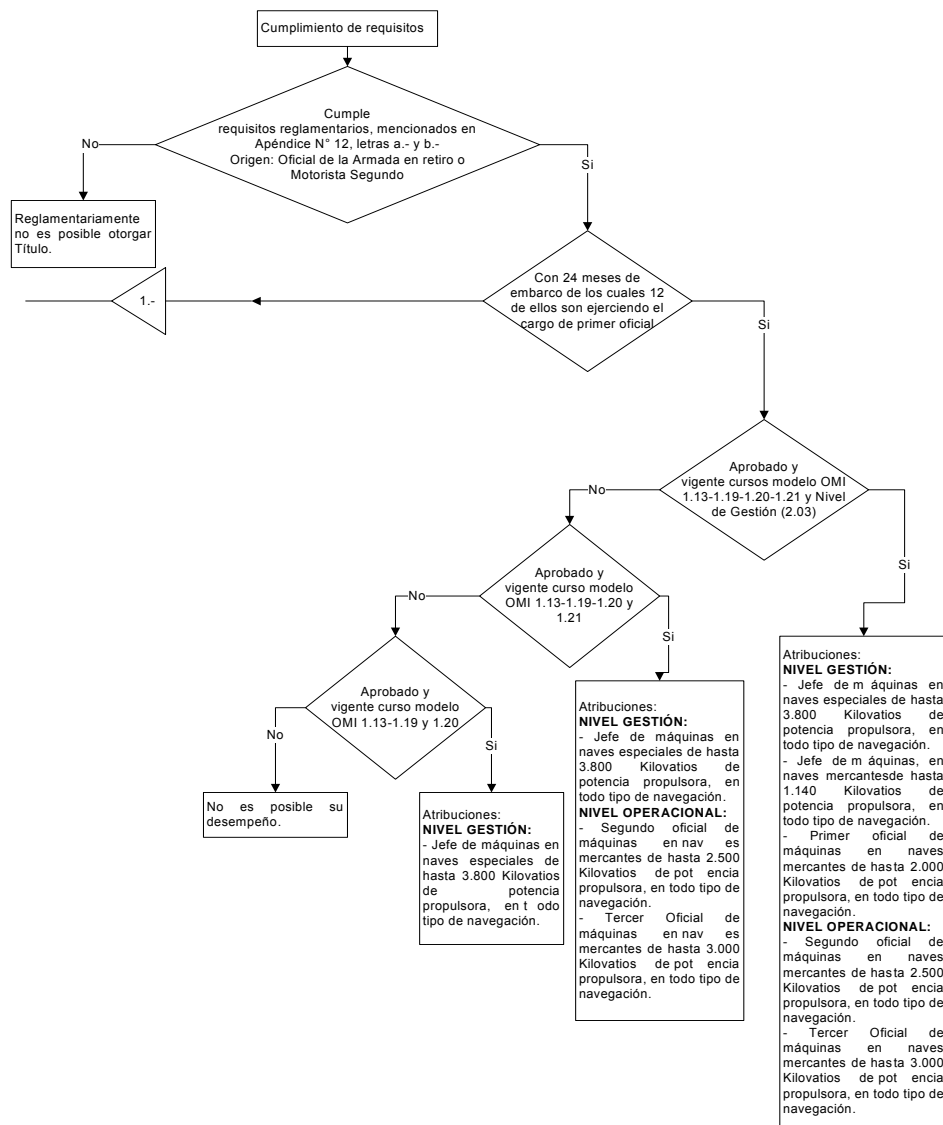 Cumplimiento de requisitos
Cumple
requisitos reglamentarios, mencionados en
Apéndice N° 12, letras a.- y b.-
Origen: Oficial de la Armada en retiro o
Motorista Segundo
No
Si
Reglamentariamente
no es posible otorgar
Título.
1.-
Con 24 meses de
embarco de los cuales 12
de ellos son ejerciendo el
cargo de primer oficial
Si
Aprobado y
vigente cursos modelo OMI
1.13-1.19-1.20-1.21 y Nivel
de Gestión (2.03)
No
Si
Aprobado y
vigente curso modelo
OMI 1.13-1.19-1.20 y
1.21
No
Si
Aprobado y
vigente curso modelo
OMI 1.13-1.19 y 1.20
No
Si
No es posible su
desempeño.
Atribuciones:
NIVEL GESTIÓN:
- Jefe de máquinas en
naves especiales de
hasta 3.800 Kilovatios
de potencia
propulsora, en t odo
tipo de navegación.
Atribuciones:
NIVEL GESTIÓN:
- Jefe de máquinas en
naves especiales de hasta
3.800 Kilovatios de
potencia propulsora, en
todo tipo de navegación.
NIVEL OPERACIONAL:
- Segundo oficial de
máquinas en nav es
mercantes de hasta 2.500
Kilovatios de pot encia
propulsora, en todo tipo de
navegación.
- Tercer Oficial de
máquinas en nav es
mercantes de hasta 3.000
Kilovatios de pot encia
propulsora, en todo tipo de
navegación.
Atribuciones:
NIVEL GESTIÓN:
- Jefe de m áquinas en
naves especiales de hasta
3.800 Kilovatios de
potencia propulsora, en
todo tipo de navegación.
- Jefe de m áquinas, en
naves mercantesde hasta
1.140 Kilovatios de
potencia propulsora, en
todo tipo de navegación.
- Primer oficial de
máquinas en naves
mercantes de hasta 2.000
Kilovatios de pot encia
propulsora, en todo tipo de
navegación.
NIVEL OPERACIONAL:
- Segundo oficial de
máquinas en naves
mercantes de hasta 2.500
Kilovatios de pot encia
propulsora, en todo tipo de
navegación.
- Tercer Oficial de
máquinas en naves
mercantes de hasta 3.000
Kilovatios de pot encia
propulsora, en todo tipo de
navegación.